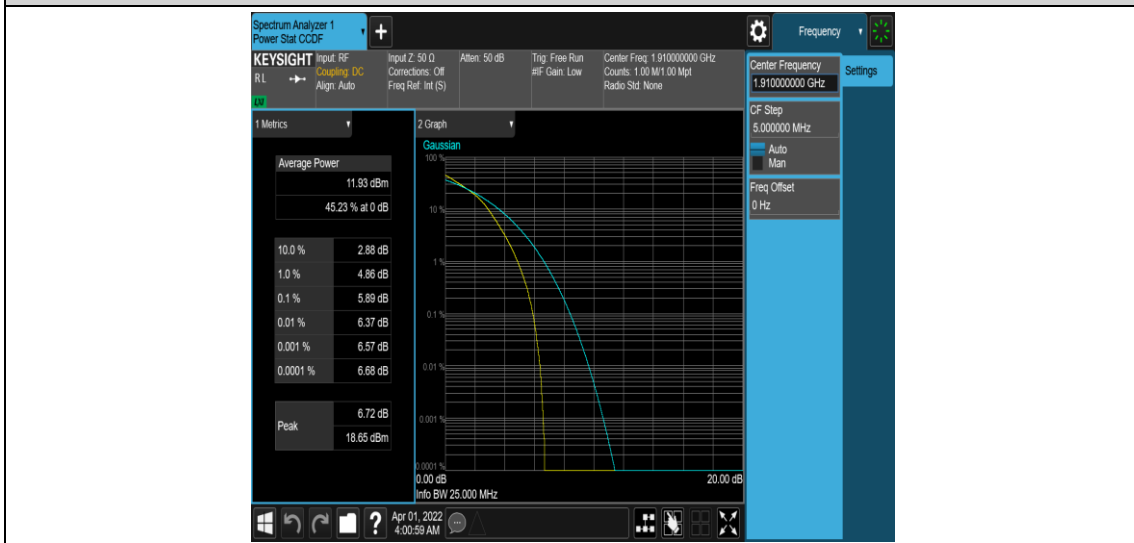 Spectrum Analyzer 1
Power Stat CCDF
Frequency
KEYSIGHT
RL
Input: RF
Coupling: DC
Align: Auto
Input Z: 50 Ω
Corrections: Off
Freq Ref: Int (S)
Atten: 50 dB
Trig: Free Run
#IF Gain: Low
Center Freq: 1.910000000 GHz
Counts: 1.00 M/1.00 Mpt
Radio Std: None
Center Frequency
1.910000000 GHz
Settings
CF Step
5.000000 MHz
Auto
Man
Freq Offset
0 Hz
1 Metrics
Average Power
11.93 dBm
45.23 % at 0 dB
10.0 % 2.88 dB
1.0 % 4.86 dB
0.1 % 5.89 dB
0.01 % 6.37 dB
0.001 % 6.57 dB
0.0001 % 6.68 dB
Peak 6.72 dB
18.65 dBm
2 Graph
Gaussian
100 %
10 %
1 %
0.1 %
0.01 %
0.001 %
0.0001 %
0.00 dB 20.00 dB
Info BW 25.000 MHz
?
Apr 01, 2022
4:00:59 AM